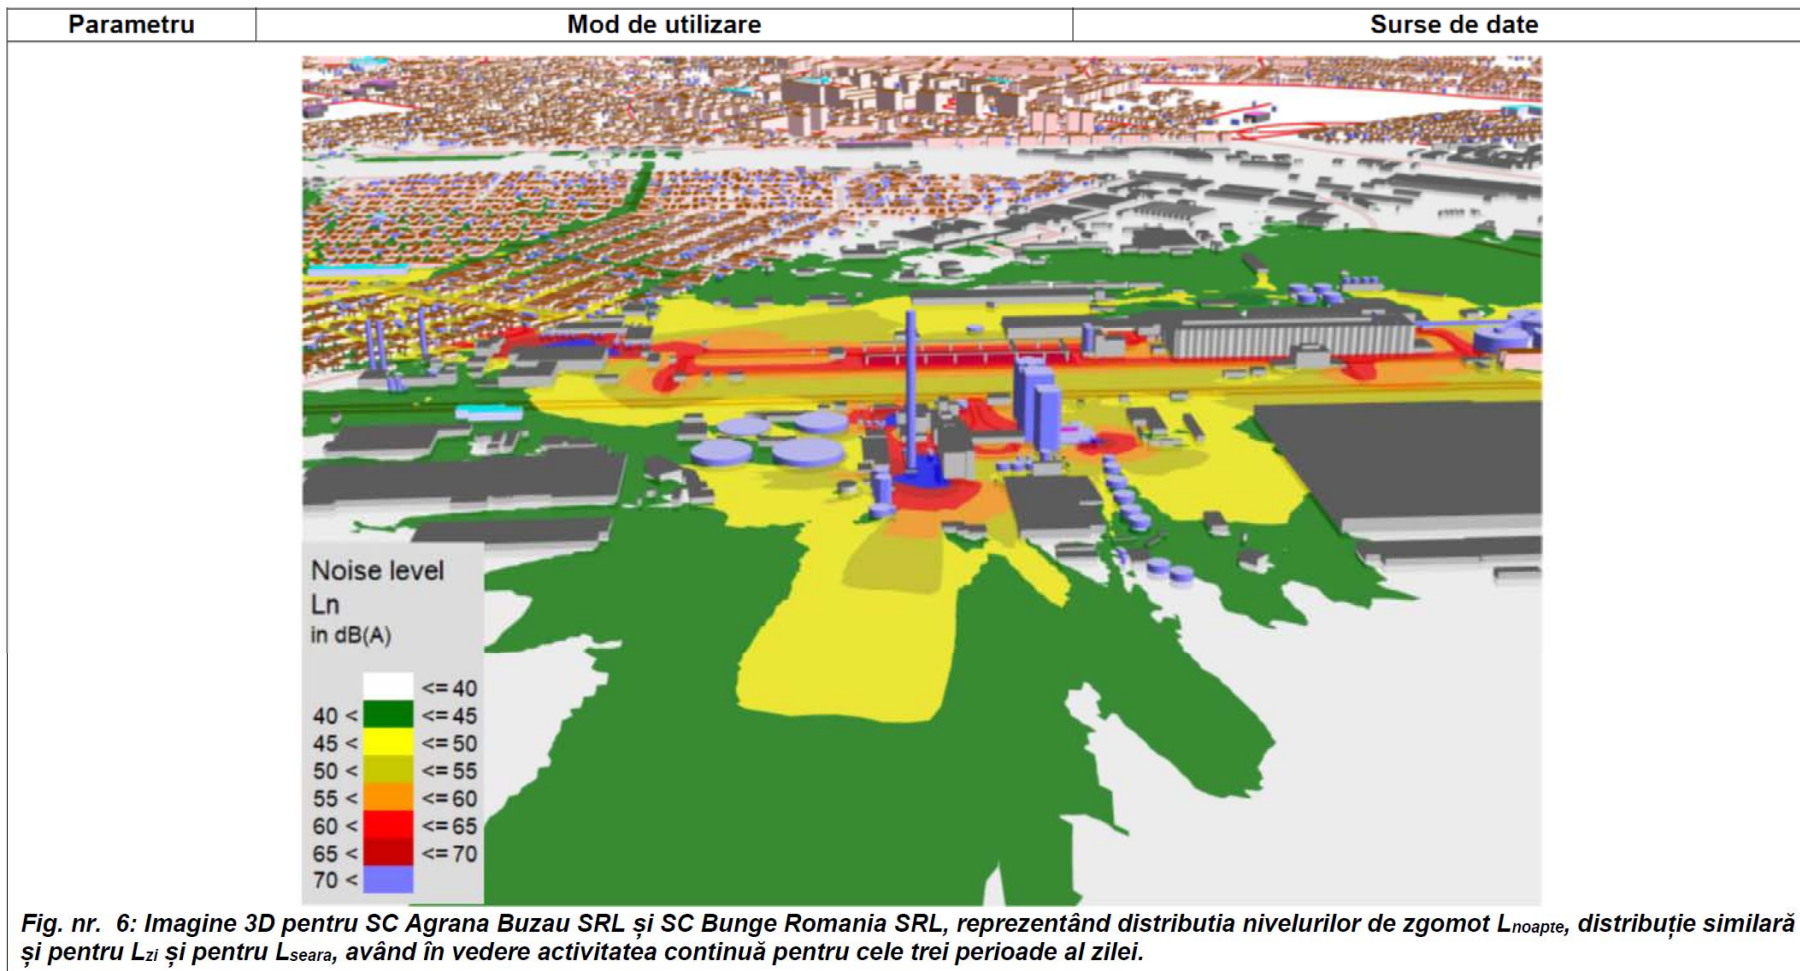 Parametru Mod de utilizare Surse de date
Noise level
Ln
in dB(A)
<= 40
40 < <= 45
45 < <= 50
50 < <= 55
55 < <= 60
60 < <= 65
65 < <= 70
70 <
Fig. nr. 6: Imagine 3D pentru SC Agrana Buzau SRL și SC Bunge Romania SRL, reprezentând distributia nivelurilor de zgomot Lnoapte, distribuție similară
și pentru Lzi și pentru Lseara, având în vedere activitatea continuă pentru cele trei perioade al zilei.